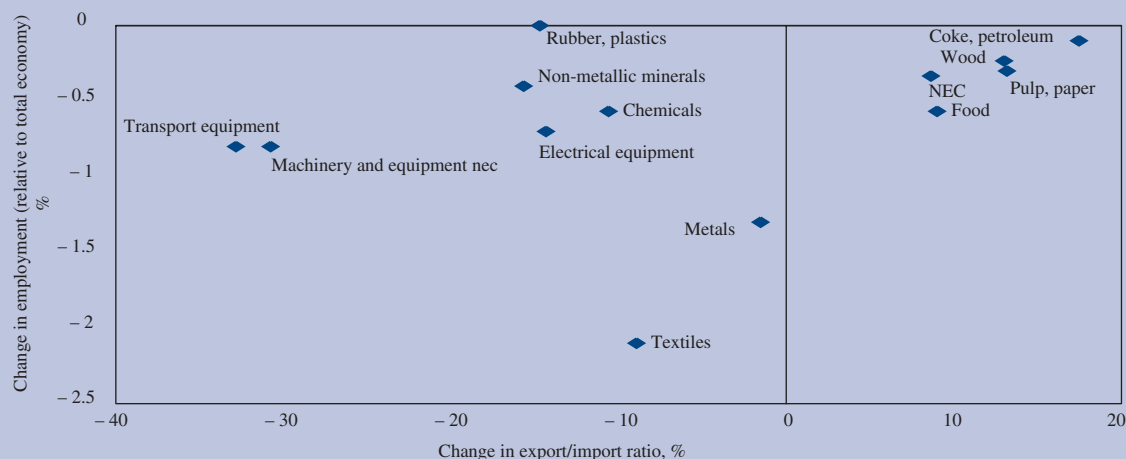 Change in employment (relative to total economy)
%
0
– 0.5
– 1
– 1.5
– 2
– 2.5
Rubber, plastics
Coke, petroleum
Wood
Non-metallic minerals
NEC
Pulp, paper
Chemicals
Food
Transport equipment
Electrical equipment
Machinery and equipment nec
Metals
Textiles
– 40
– 30
– 20
– 10
0
10
20
Change in export/import ratio, %